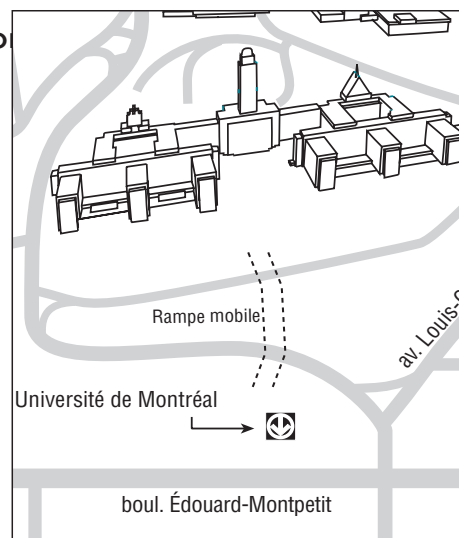 Rampe mobile
av. Louis-
Université de Montréal
boul. Édouard-Montpetit